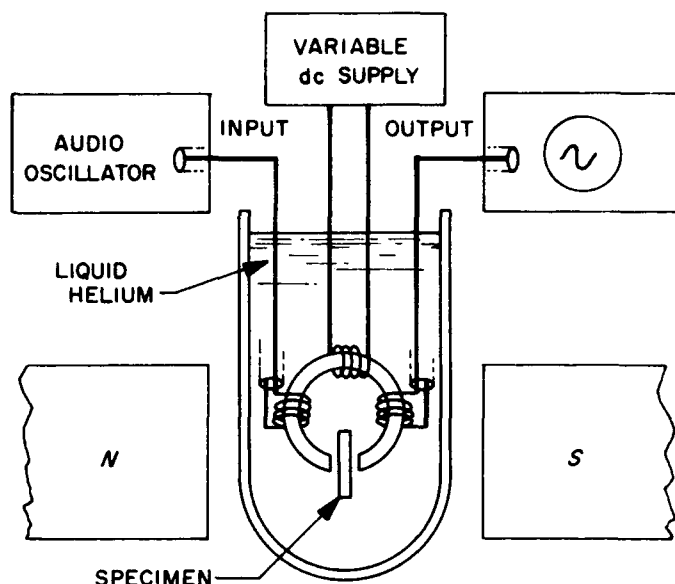 VARIABLE
dc SUPPLY
INPUT
OUTPUT
AUDIO
OSCILLATOR
LIQUID
HELIUM
N
S
SPECIMEN